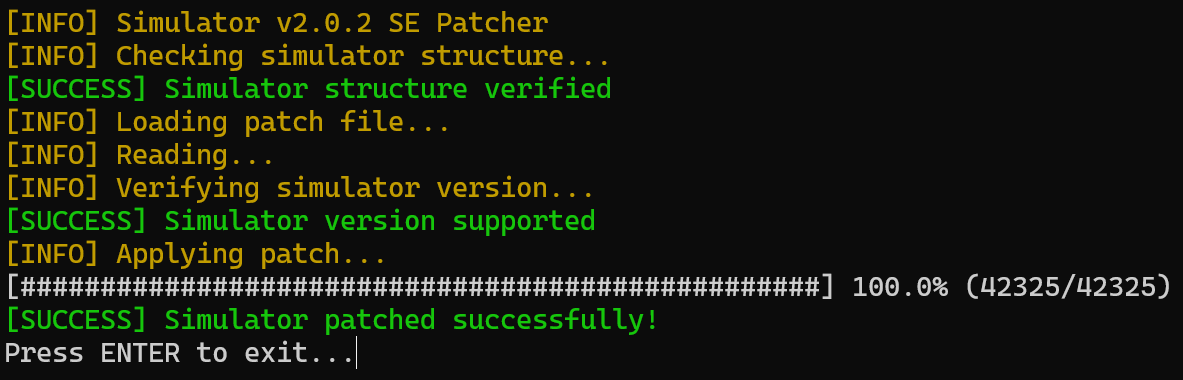 [INFO] Simulator v2.0.2 SE Patcher
[INFO] Checking simulator structure...
[SUCCESS] Simulator structure verified
[INFO] Loading patch file...
[INFO] Reading...
[INFO] Verifying simulator version...
[SUCCESS] Simulator version supported
[INFO] Applying patch...
[##################################################] 100.0% (42325/42325)
[SUCCESS] Simulator patched successfully!
Press ENTER to exit...